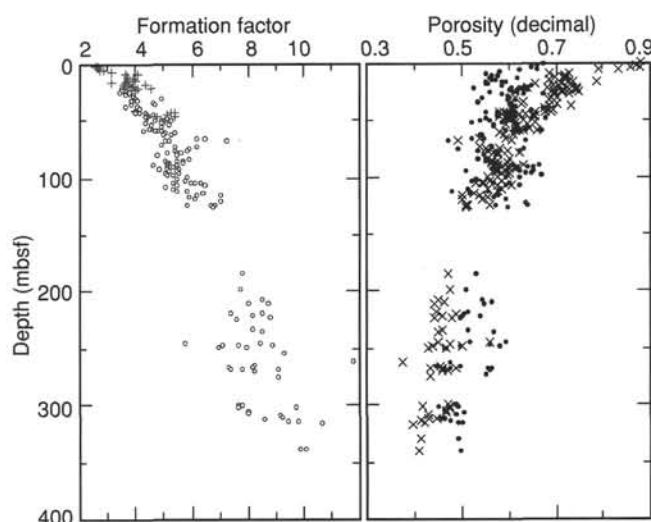 Formation factor
Porosity (decimal)
2 4 6 8 10
0.3 0.5 0.7 0.9
0
100
200
300
400
Depth (mbsf)